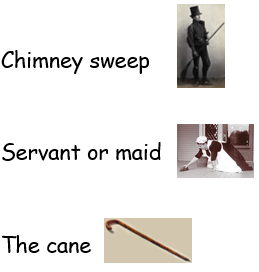 Chimney sweep
Servant or maid
The cane